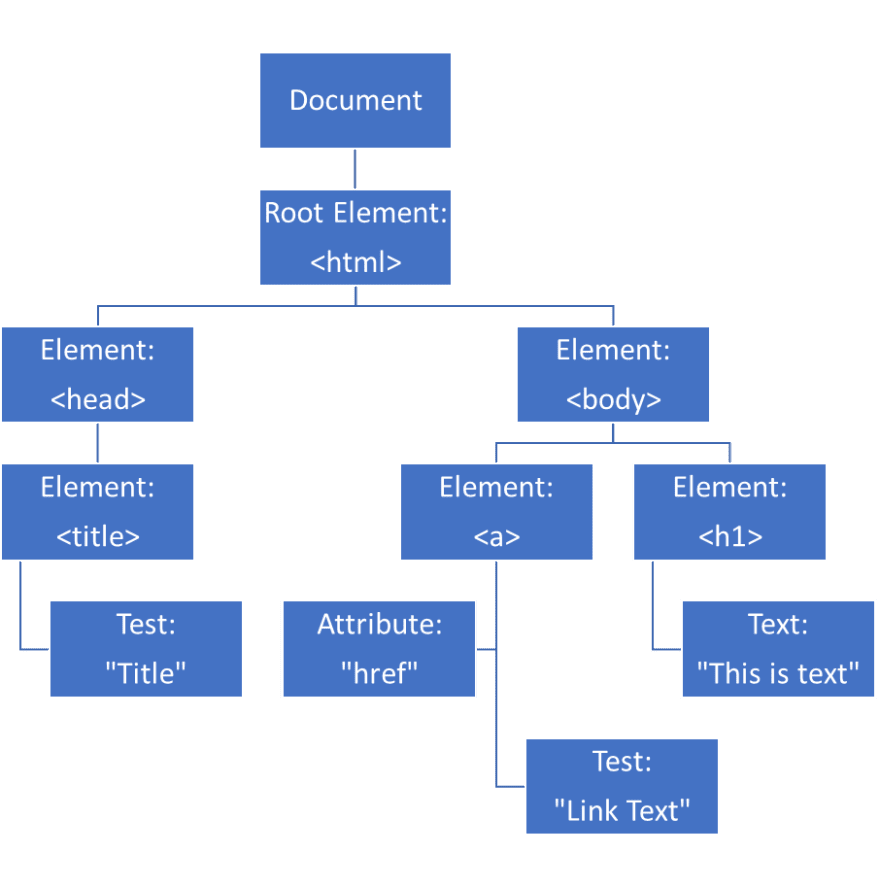 Document
Root Element:
<html>
Element:
<head>
Element:
<body>
Element:
<title>
Element:
<a>
Element:
<h1>
Test:
"Title"
Attribute:
"href"
Text:
"This is text"
Test:
"Link Text"